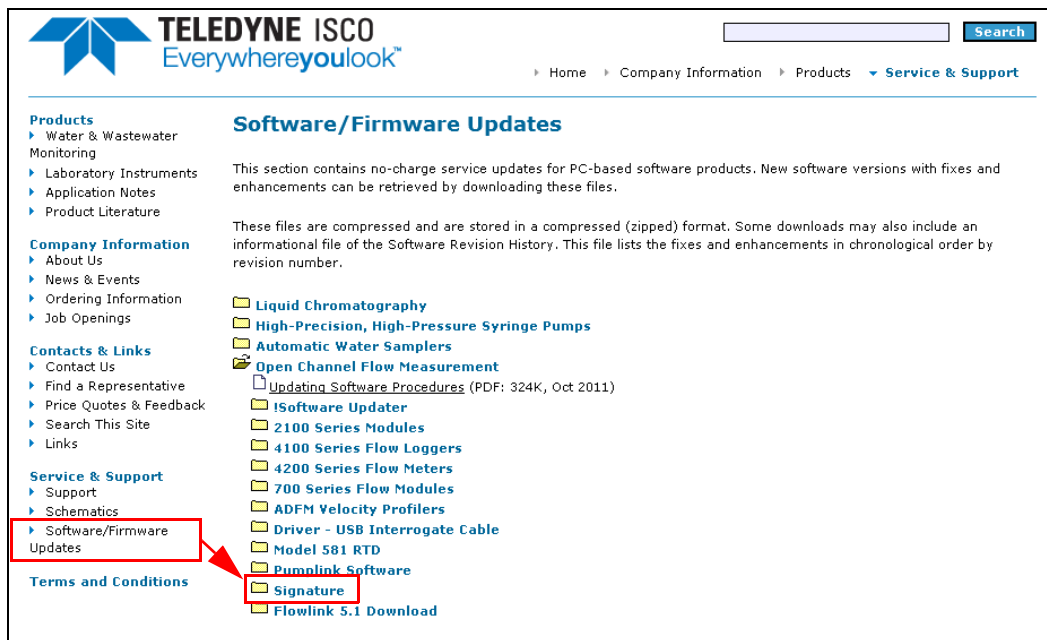 TELEDYNE ISCO
Everywhereyoulook™
Search
Home
Company Information
Products
Service & Support
Products
Water & Wastewater
Monitoring
Laboratory Instruments
Application Notes
Product Literature
Company Information
About Us
News & Events
Ordering Information
Job Openings
Contacts & Links
Contact Us
Find a Representative
Price Quotes & Feedback
Search This Site
Links
Service & Support
Support
Schematics
Software/Firmware
Updates
Terms and Conditions
Software/Firmware Updates
This section contains no-charge service updates for PC-based software products. New software versions with fixes and
enhancements can be retrieved by downloading these files.
These files are compressed and are stored in a compressed (zipped) format. Some downloads may also include an
informational file of the Software Revision History. This file lists the fixes and enhancements in chronological order by
revision number.
Liquid Chromatography
High-Precision, High-Pressure Syringe Pumps
Automatic Water Samplers
Open Channel Flow Measurement
Updating Software Procedures (PDF: 324K, Oct 2011)
!Software Updater
2100 Series Modules
4100 Series Flow Loggers
4200 Series Flow Meters
700 Series Flow Modules
ADFM Velocity Profilers
Driver - USB Interrogate Cable
Model 581 RTD
Pumplink Software
Signature
Flowlink 5.1 Download